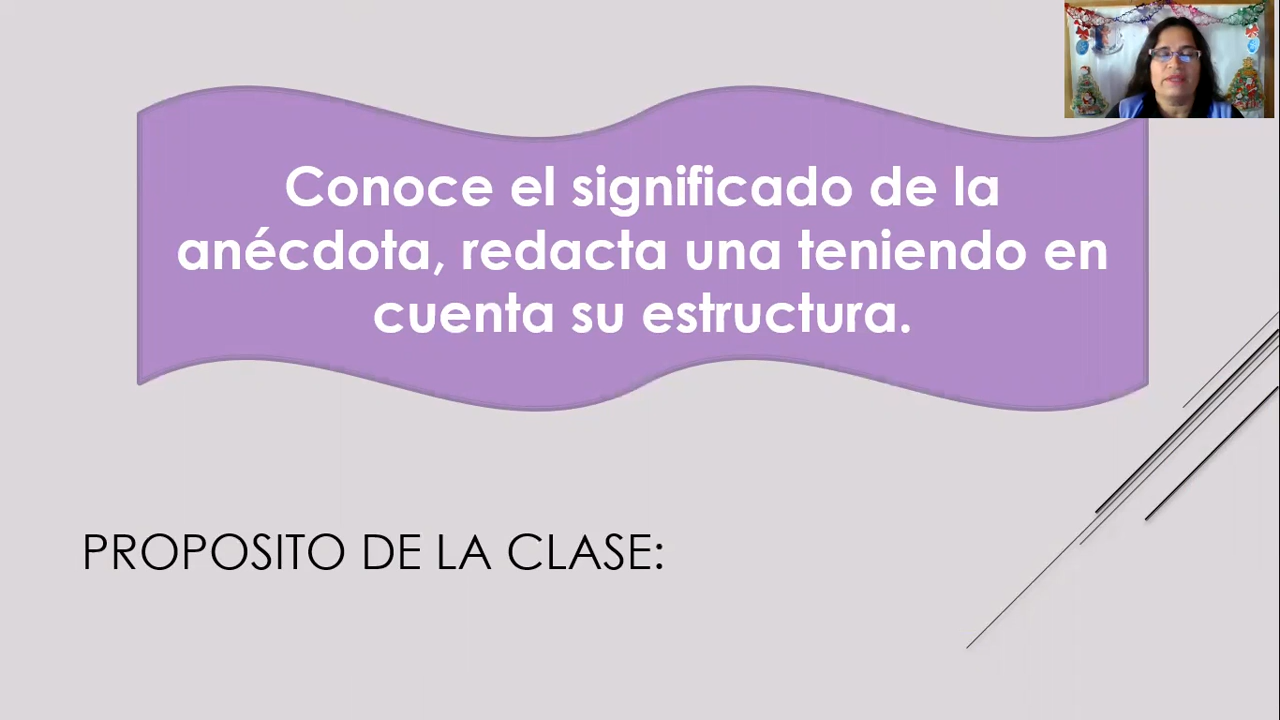 Conoce el significado de la
anécdota, redacta una teniendo en
cuenta su estructura.
PROPOSITO DE LA CLASE: